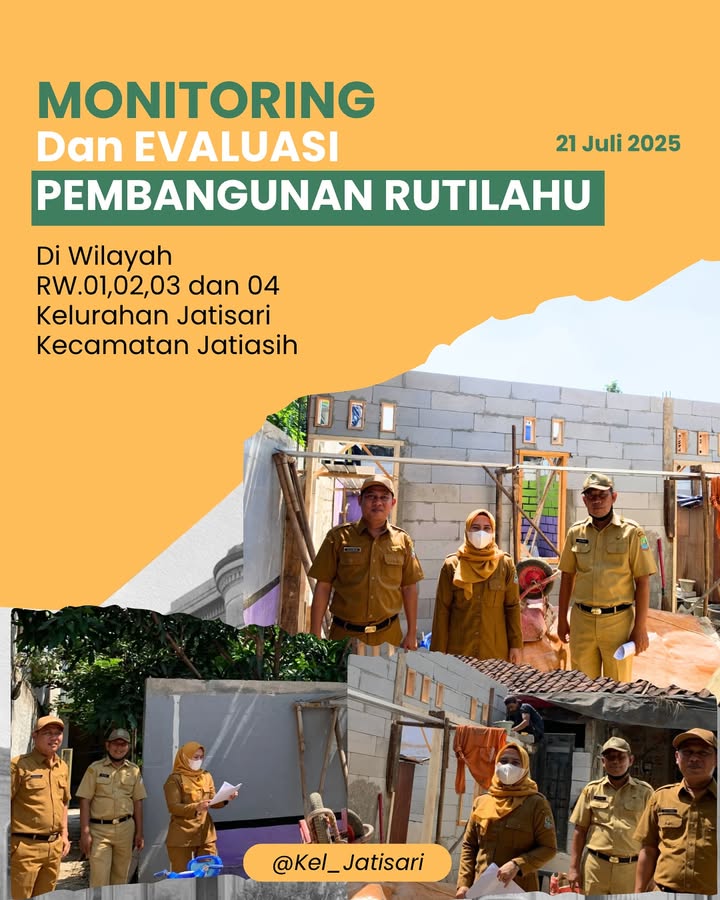 MONITORING
Dan EVALUASI
21 Juli 2025
PEMBANGUNAN RUTILAHU
Di Wilayah
RW.01,02,03 dan 04
Kelurahan Jatisari
Kecamatan Jatiasih
@Kel_Jatisari